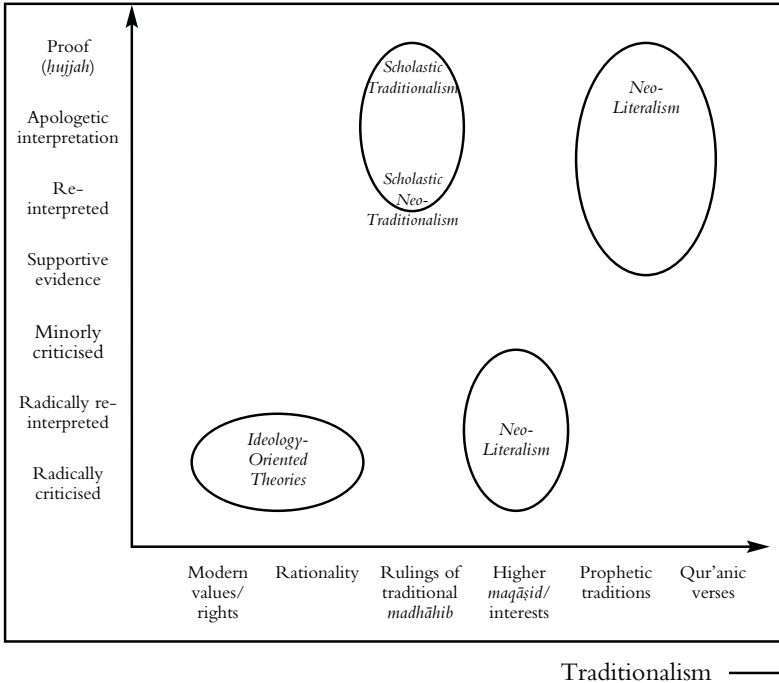 Proof
(ḥujjah)
Apologetic
interpretation
Re-
interpreted
Supportive
evidence
Minorly
criticised
Radically re-
interpreted
Radically
criticised
Scholastic
Traditionalism
Scholastic
Neo-
Traditionalism
Neo-
Literalism
Ideology-
Oriented
Theories
Neo-
Literalism
Modern
values/
rights
Rationality
Rulings of
traditional
madhāhib
Higher
maqāṣid/
interests
Prophetic
traditions
Qur’anic
verses
Traditionalism